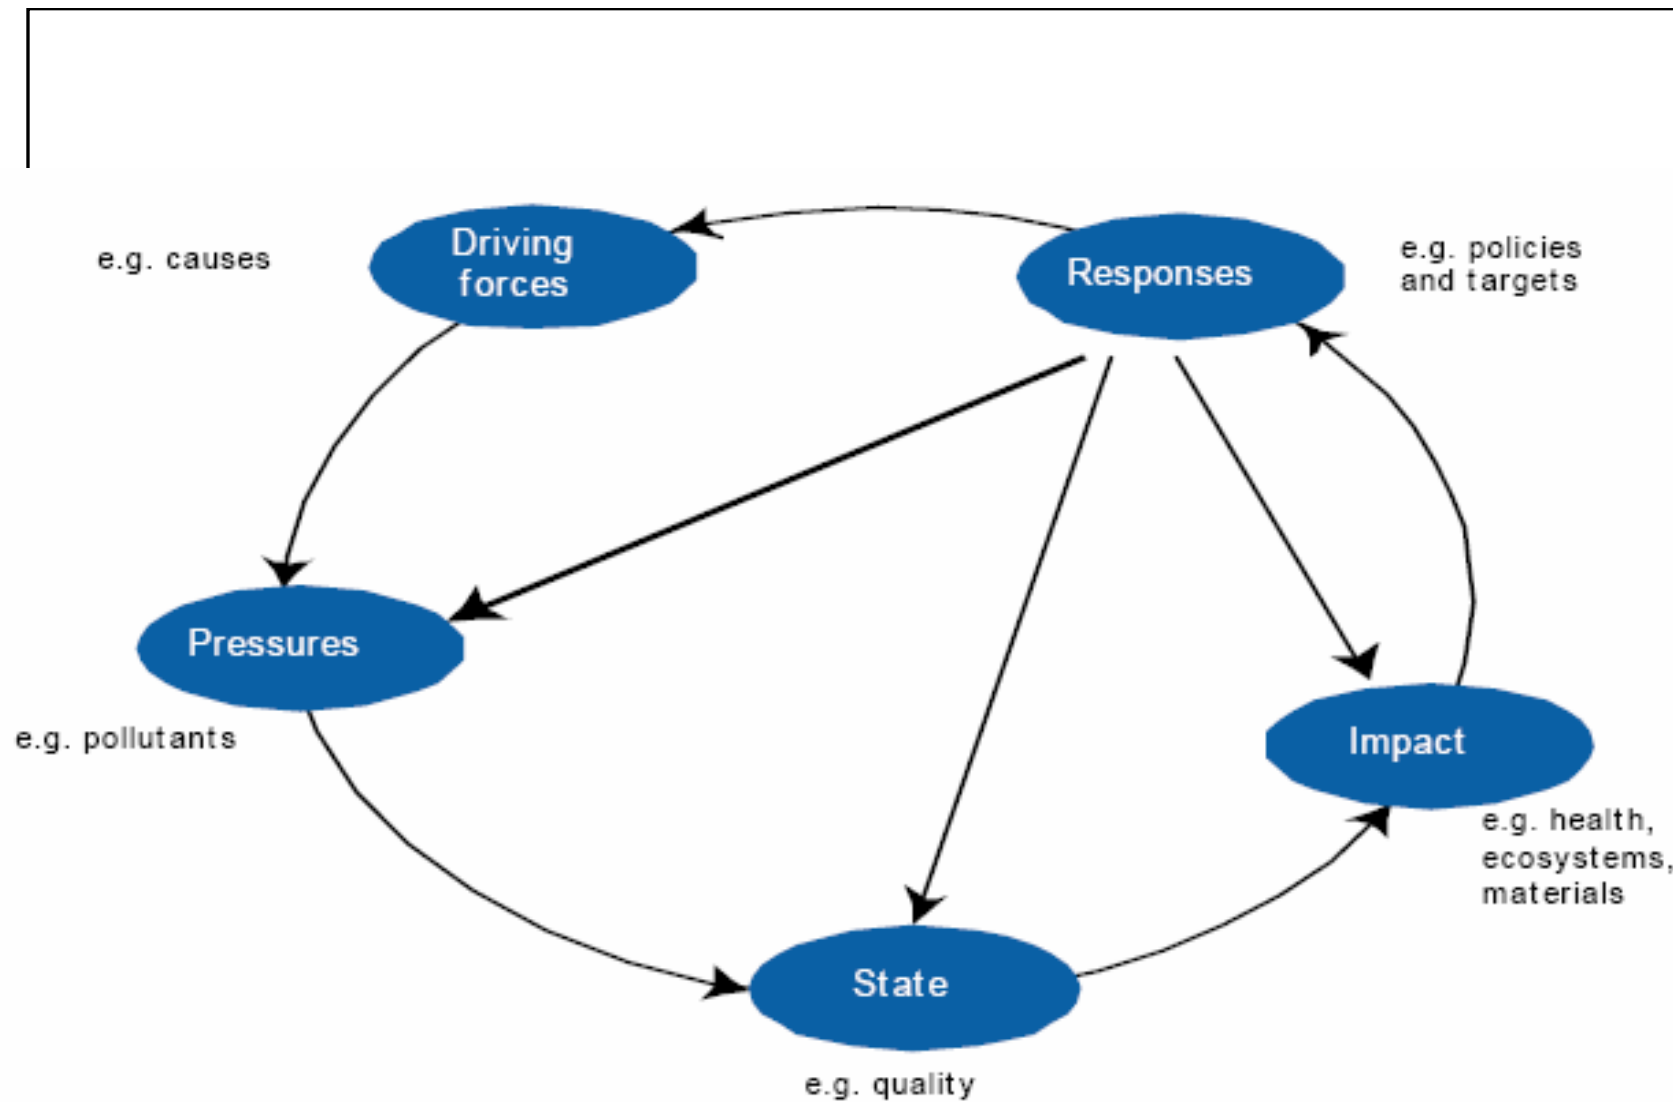 e.g. causes
Driving
forces
Responses
e.g. policies
and targets
Pressures
e.g. pollutants
Impact
e.g. health,
ecosystems,
materials
State
e.g. quality